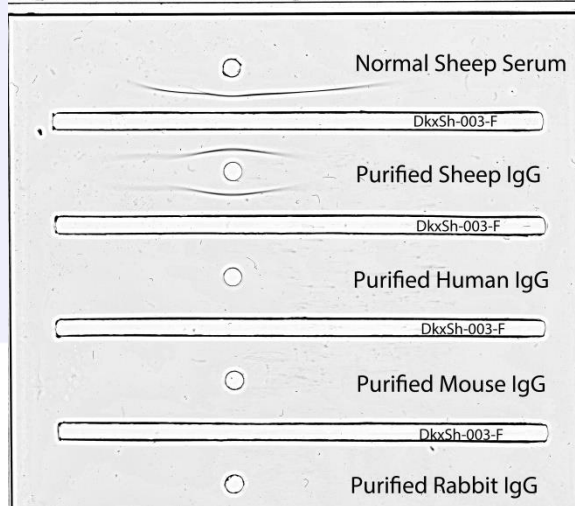 Normal Sheep Serum
DkxSh-003-F
Purified Sheep IgG
DkxSh-003-F
Purified Human IgG
DkxSh-003-F
Purified Mouse IgG
DkxSh-003-F
Purified Rabbit IgG